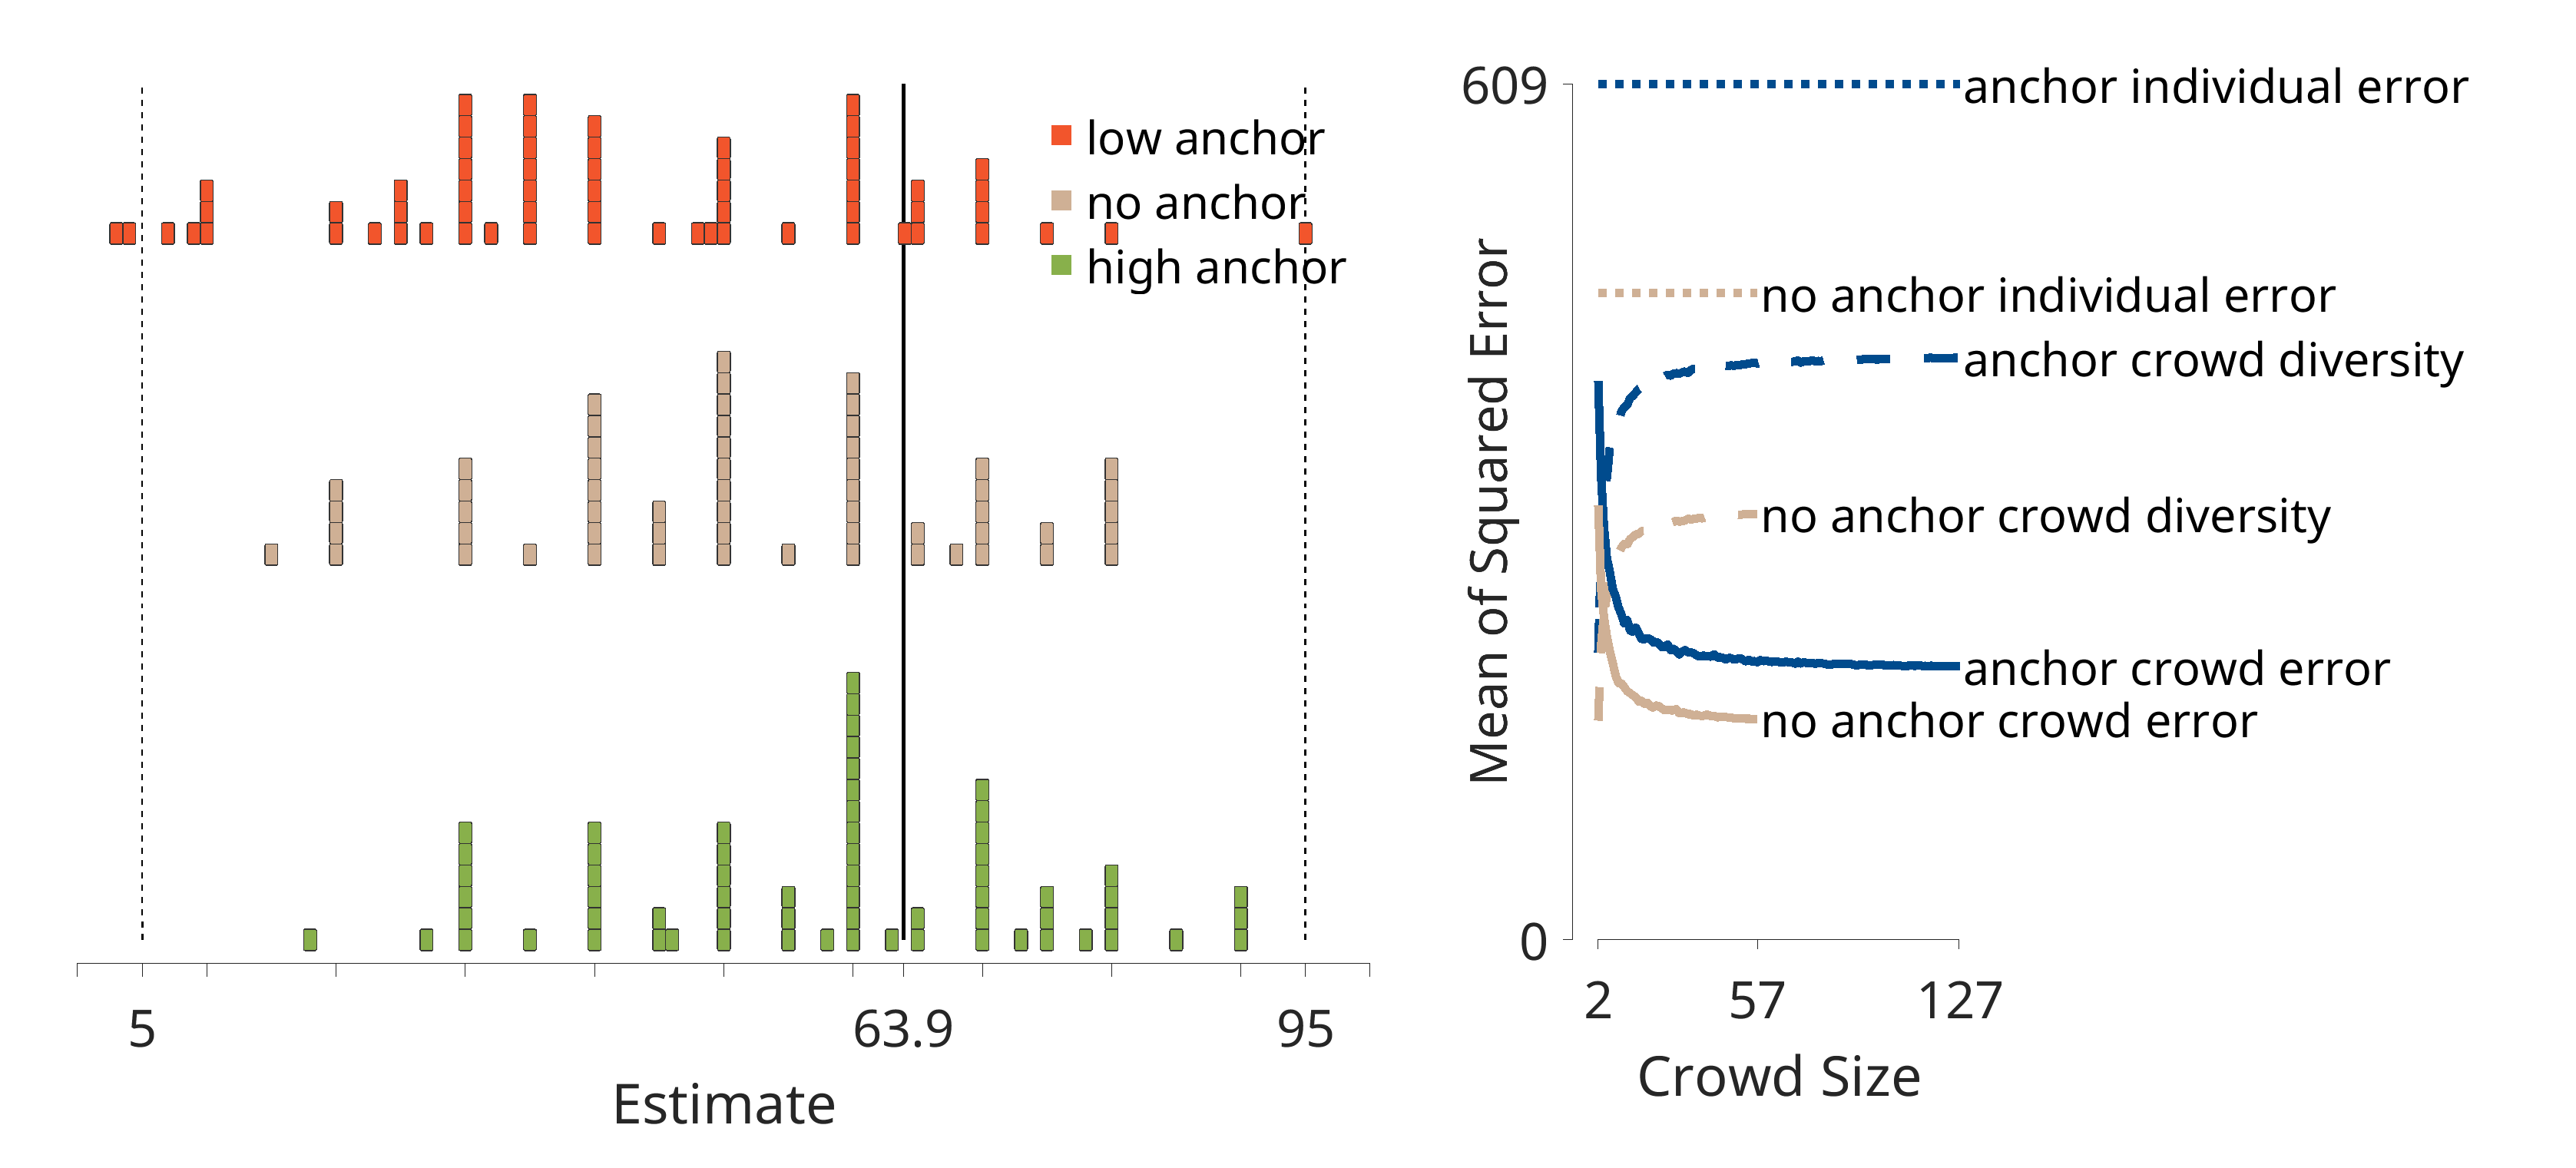 low anchor
no anchor
high anchor
5
63.9
95
Estimate
609
0
Mean of Squared Error
anchor individual error
no anchor individual error
anchor crowd diversity
no anchor crowd diversity
anchor crowd error
no anchor crowd error
2
57
127
Crowd Size